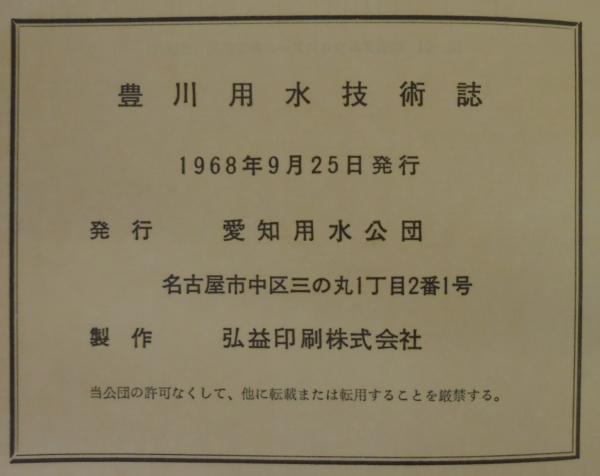 豊川用水技術誌
1968年9月25日発行
発行 愛知用水公団
名古屋市中区三の丸1丁目2番1号
製作 弘益印刷株式会社
当公団の許可なくして、他に転載または転用することを厳禁する。